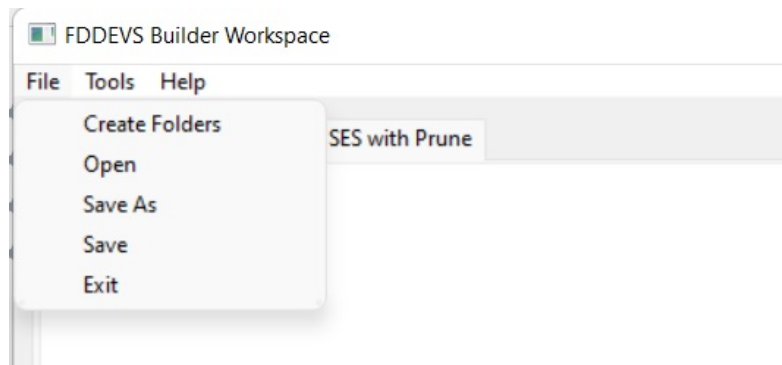 FDDEVS Builder Workspace
File Tools Help
Create Folders
SES with Prune
Open
Save As
Save
Exit